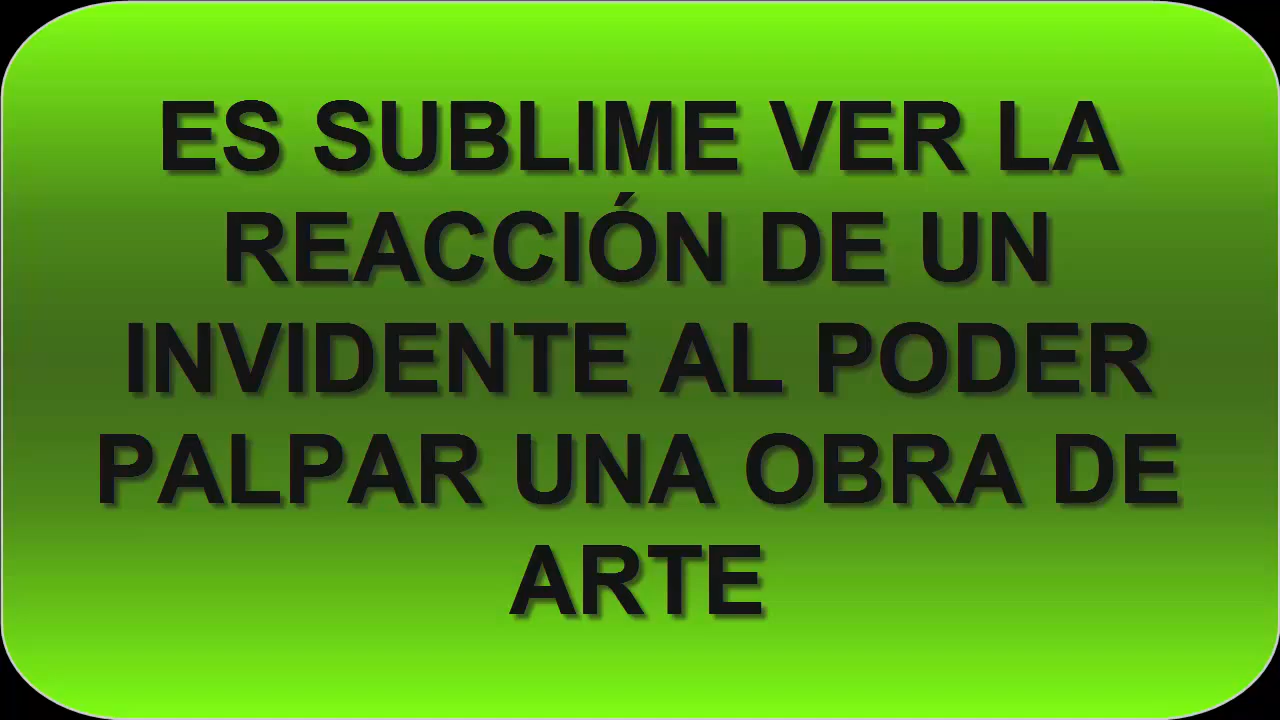 ES SUBLIME VER LA
REACCIÓN DE UN
INVIDENTE AL PODER
PALPAR UNA OBRA DE
ARTE